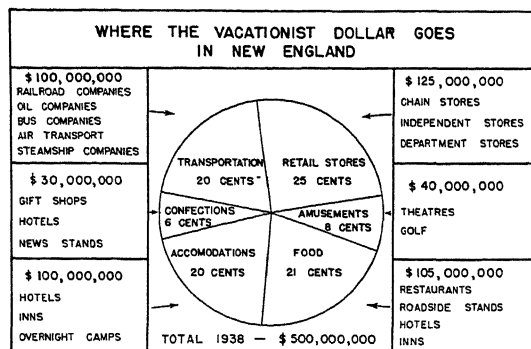 WHERE THE VACATIONIST DOLLAR GOES
IN NEW ENGLAND
$100,000,000
RAILROAD COMPANIES
OIL COMPANIES
BUS COMPANIES
AIR TRANSPORT
STEAMSHIP COMPANIES
$30,000,000
GIFT SHOPS
HOTELS
NEWS STANDS
$100,000,000
HOTELS
INNS
OVERNIGHT CAMPS
TRANSPORTATION
20 CENTS
RETAIL STORES
25 CENTS
CONFECTIONS
6 CENTS
AMUSEMENTS
8 CENTS
ACCOMODATIONS
20 CENTS
FOOD
21 CENTS
TOTAL 1938 — $500,000,000
$125,000,000
CHAIN STORES
INDEPENDENT STORES
DEPARTMENT STORES
$40,000,000
THEATRES
GOLF
$105,000,000
RESTAURANTS
ROADSIDE STANDS
HOTELS
INNS